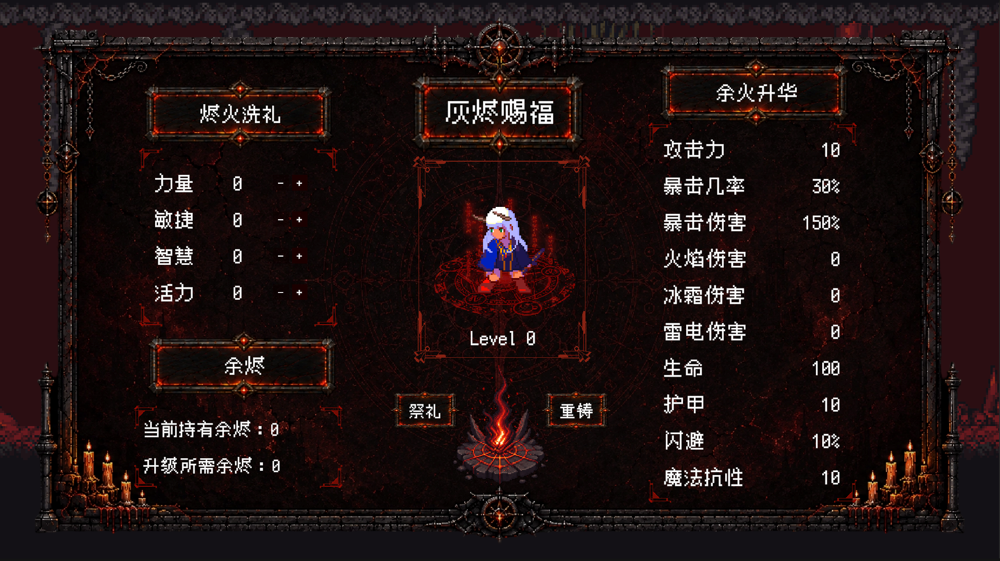 灰烬赐福
烬火洗礼
力量 0 - +
敏捷 0 - +
智慧 0 - +
活力 0 - +
余烬
当前持有余烬：0
升级所需余烬：0
Level 0
祭礼
重铸
余火升华
攻击力 10
暴击几率 30%
暴击伤害 150%
火焰伤害 0
冰霜伤害 0
雷电伤害 0
生命 100
护甲 10
闪避 10%
魔法抗性 10